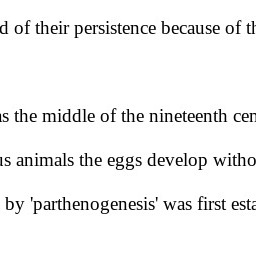 d of their persistence because of th
as the middle of the nineteenth cen
us animals the eggs develop witho
by 'parthenogenesis' was first esta